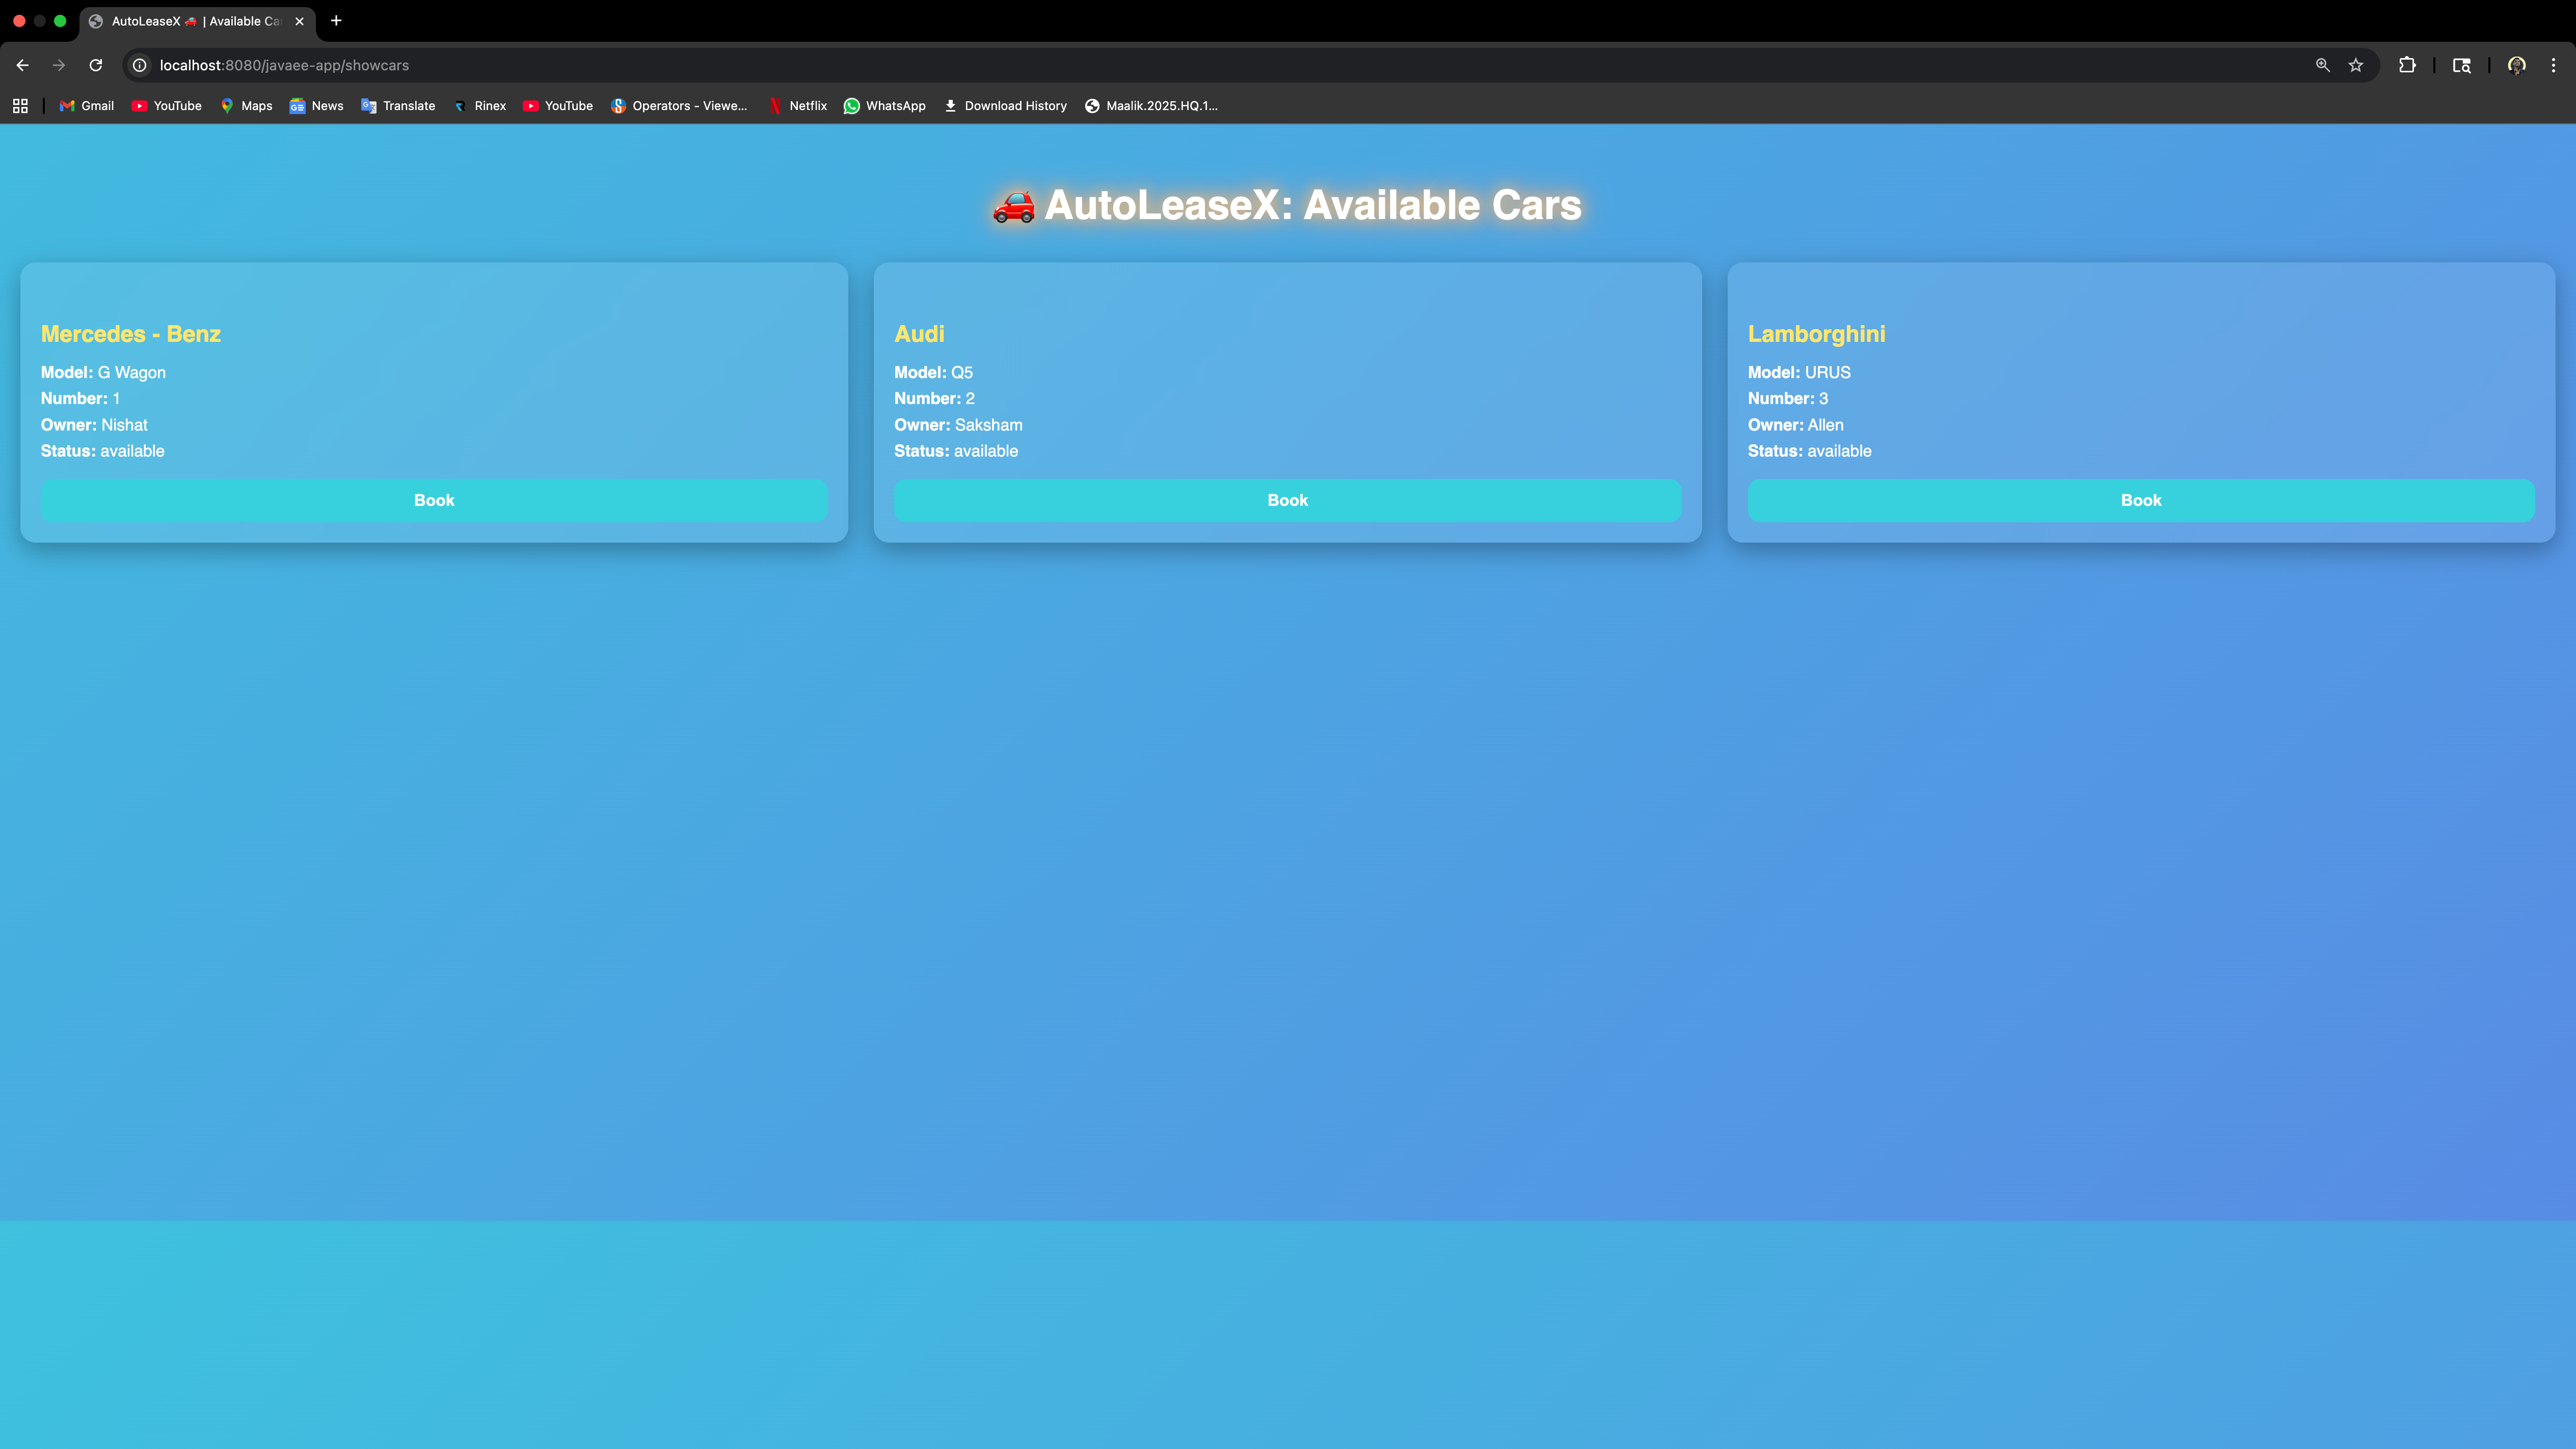 AutoLeaseX 🚗 | Available Ca
localhost:8080/javaee-app/showcars
Gmail YouTube Maps News Translate Rinex YouTube Operators - Viewe... Netflix WhatsApp Download History Maalik.2025.HQ.1...
🚗 AutoLeaseX: Available Cars
Mercedes - Benz
Model: G Wagon
Number: 1
Owner: Nishat
Status: available
Book
Audi
Model: Q5
Number: 2
Owner: Saksham
Status: available
Book
Lamborghini
Model: URUS
Number: 3
Owner: Allen
Status: available
Book